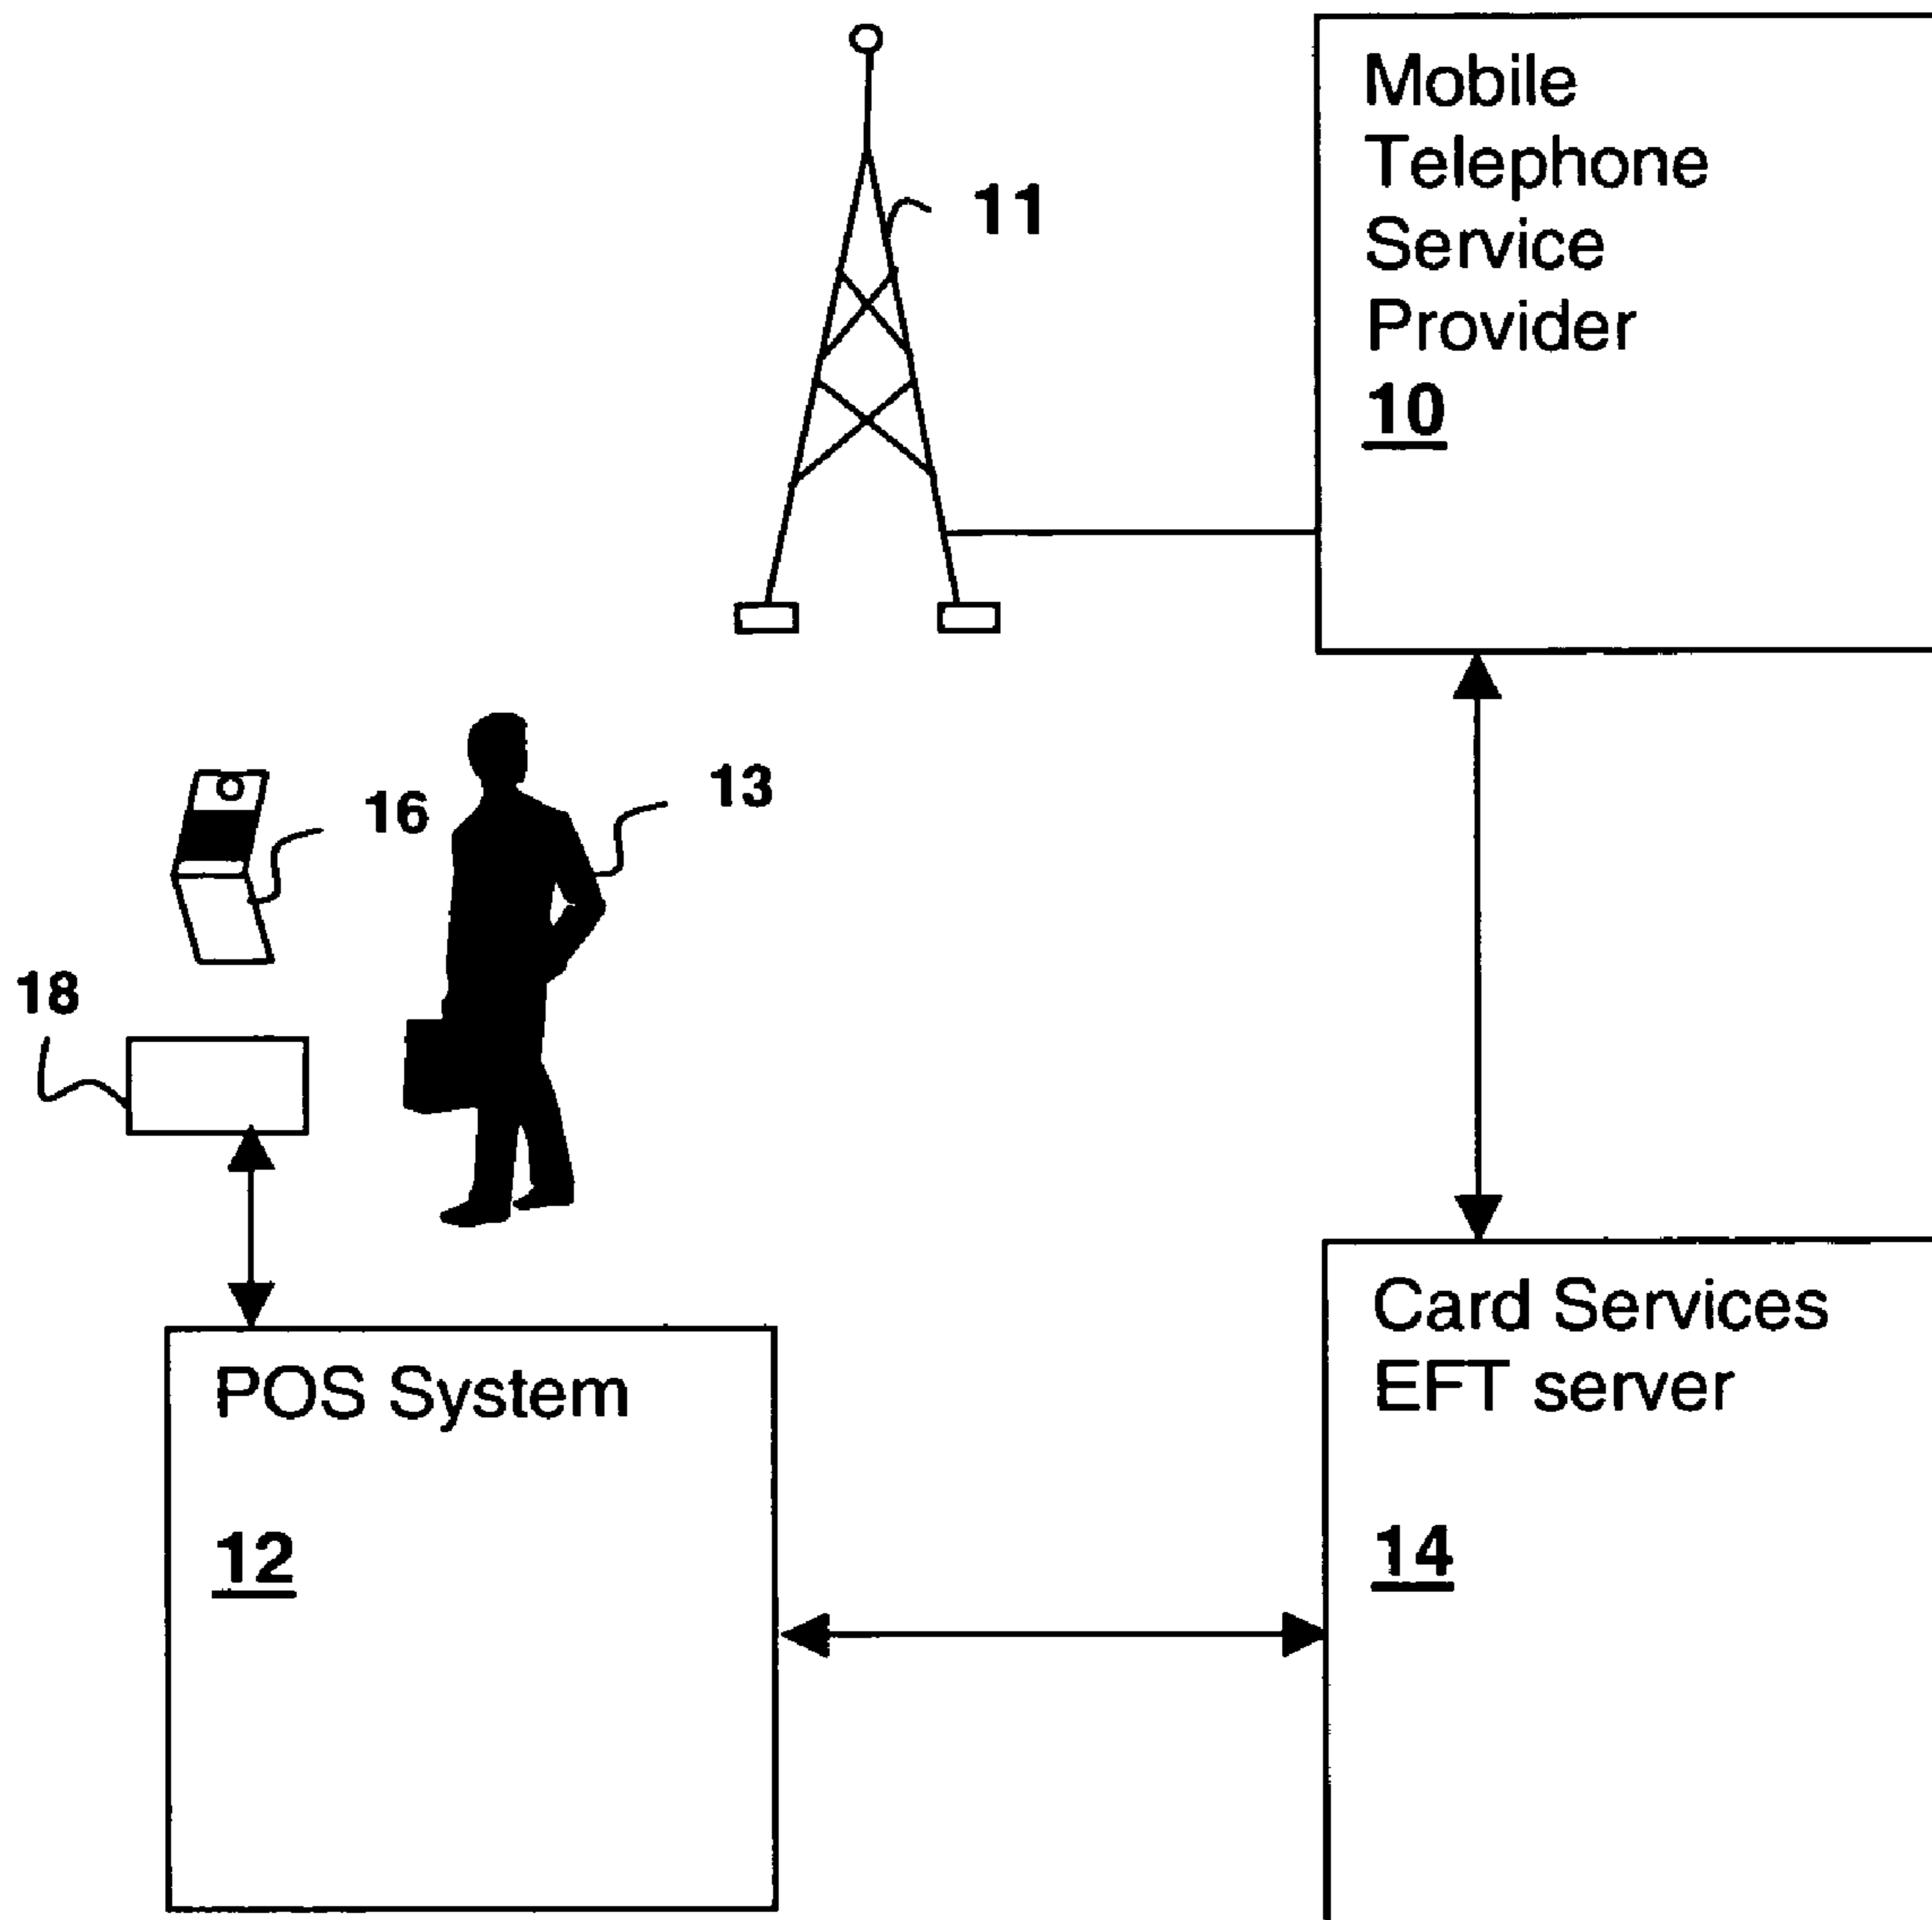 11
Mobile
Telephone
Service
Provider
10
16
13
18
POS System
12
Card Services
EFT server
14